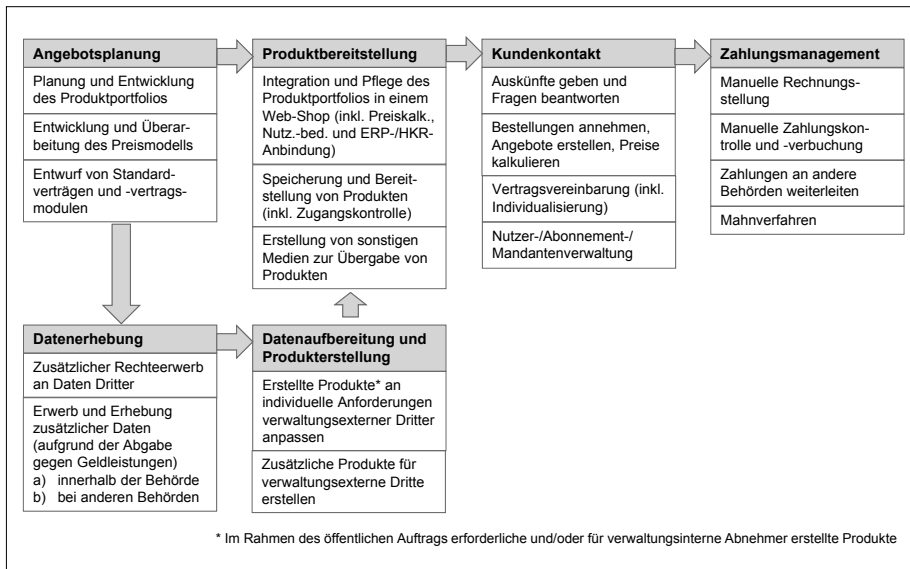 Angebotsplanung
Planung und Entwicklung
des Produktportfolios
Entwicklung und Überar-
beitung des Preismodells
Entwurf von Standard-
verträgen und -vertrags-
modulen
Produktbereitstellung
Integration und Pflege des
Produktportfolios in einem
Web-Shop (inkl. Preiskalk.,
Nutz.-bed. und ERP-/HKR-
Anbindung)
Speicherung und Bereit-
stellung von Produkten
(inkl. Zugangskontrolle)
Erstellung von sonstigen
Medien zur Übergabe von
Produkten
Kundenkontakt
Auskünfte geben und
Fragen beantworten
Bestellungen annehmen,
Angebote erstellen, Preise
kalkulieren
Vertragsvereinbarung (inkl.
Individualisierung)
Nutzer-/Abonnement-/
Mandantenverwaltung
Zahlungsmanagement
Manuelle Rechnungs-
stellung
Manuelle Zahlungskon-
trolle und -verbuchung
Zahlungen an andere
Behörden weiterleiten
Mahnverfahren
Datenerhebung
Zusätzlicher Rechteerwerb
an Daten Dritter
Erwerb und Erhebung
zusätzlicher Daten
(aufgrund der Abgabe
gegen Geldleistungen)
a) innerhalb der Behörde
b) bei anderen Behörden
Datenaufbereitung und
Produkterstellung
Erstellte Produkte* an
individuelle Anforderungen
verwaltungsexterner Dritter
anpassen
Zusätzliche Produkte für
verwaltungsexterne Dritte
erstellen
* Im Rahmen des öffentlichen Auftrags erforderliche und/oder für verwaltungsinterne Abnehmer erstellte Produkte